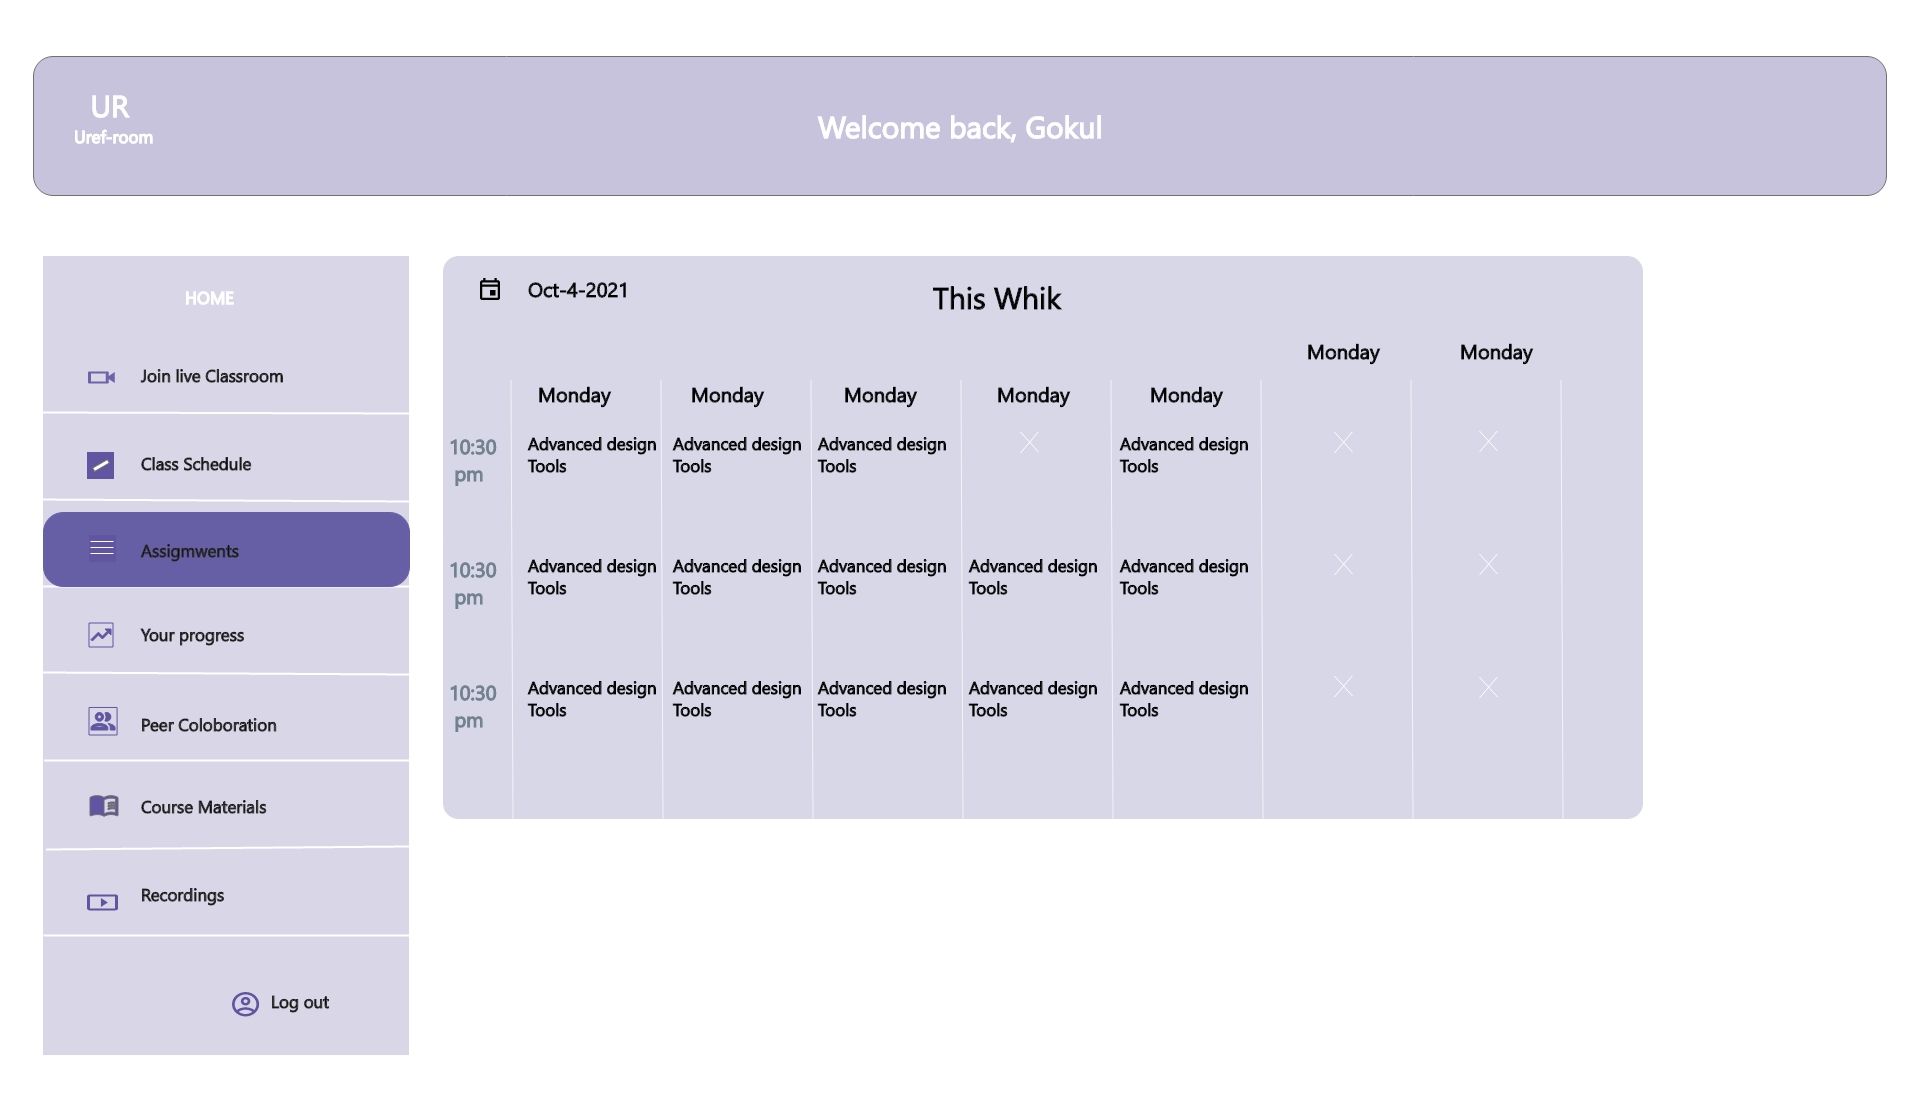 UR
Uref-room
Welcome back, Gokul
HOME
Join live Classroom
Class Schedule
Assigmwents
Your progress
Peer Coloboration
Course Materials
Recordings
Log out
Oct-4-2021
This Whik
Monday Monday
Monday Monday Monday Monday Monday
10:30
pm
Advanced design
Tools
Advanced design
Tools
Advanced design
Tools
Advanced design
Tools
10:30
pm
Advanced design
Tools
Advanced design
Tools
Advanced design
Tools
Advanced design
Tools
Advanced design
Tools
10:30
pm
Advanced design
Tools
Advanced design
Tools
Advanced design
Tools
Advanced design
Tools
Advanced design
Tools